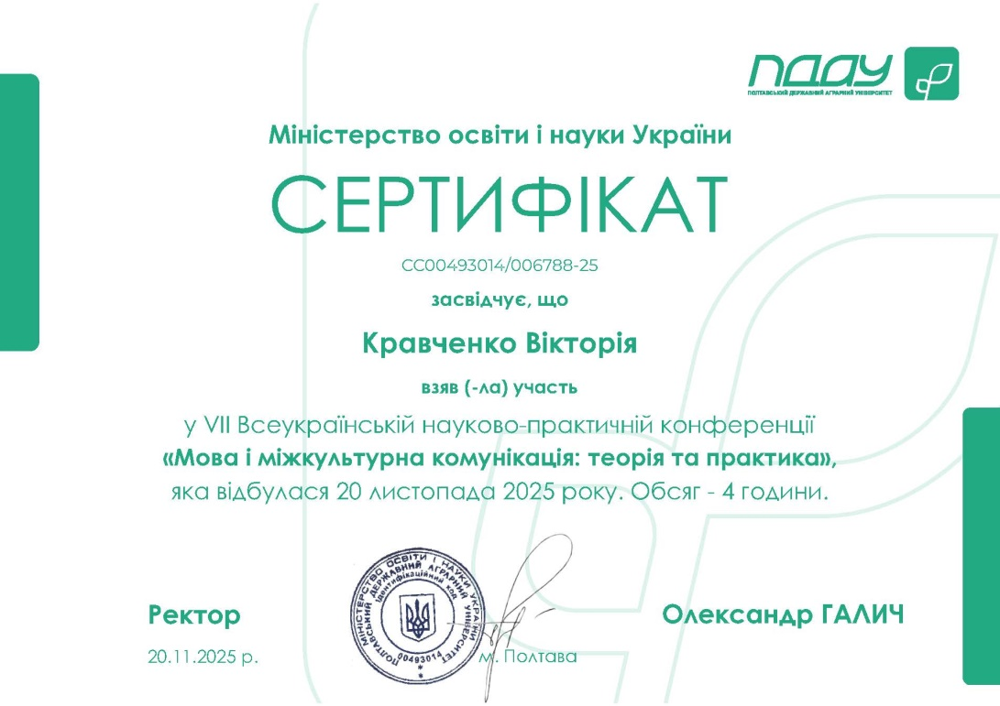 ПДАУ
ПОЛТАВСЬКИЙ ДЕРЖАВНИЙ АГРАРНИЙ УНІВЕРСИТЕТ
Міністерство освіти і науки України
СЕРТИФІКАТ
СС00493014/006788-25
засвідчує, що
Кравченко Вікторія
взяв (-ла) участь
у VII Всеукраїнській науково-практичній конференції
«Мова і міжкультурна комунікація: теорія та практика»,
яка відбулася 20 листопада 2025 року. Обсяг - 4 години.
МІНІСТЕРСТВО ОСВІТИ І НАУКИ УКРАЇНИ
ПОЛТАВСЬКИЙ ДЕРЖАВНИЙ АГРАРНИЙ УНІВЕРСИТЕТ
Ідентифікаційний код
00493014
Ректор
Олександр ГАЛИЧ
20.11.2025 р.
м. Полтава